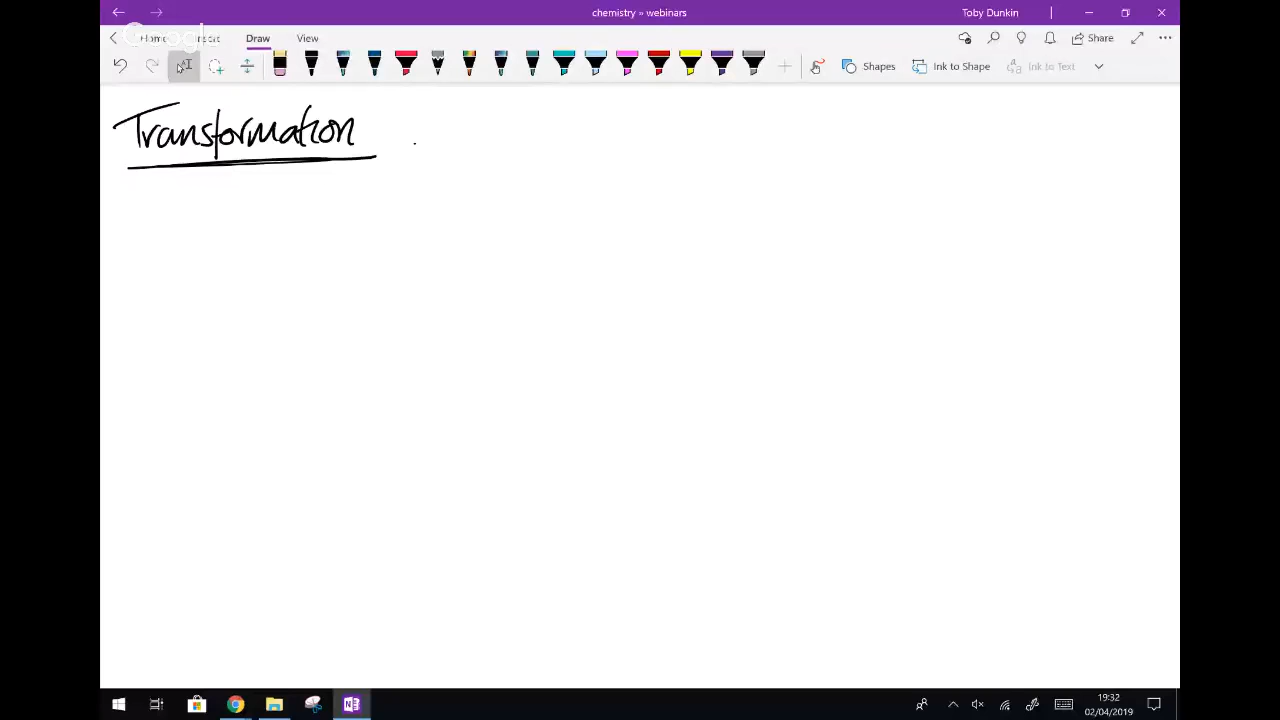 chemistry » webinars
Toby Dunkin
Google
Home
Draw
View
Share
Shapes
Ink to Shape
Ink to Text
Transformation
19:32
02/04/2019